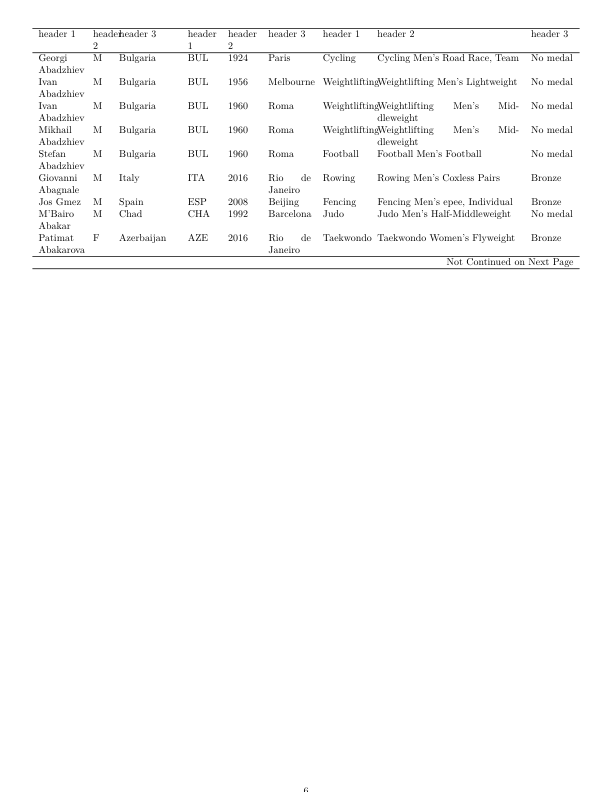 header 1 header 2 header 3 header 1 header 2 header 3 header 1 header 2 header 3
Georgi Abadzhiev M Bulgaria BUL 1924 Paris Cycling Cycling Men's Road Race, Team No medal
Ivan Abadzhiev M Bulgaria BUL 1956 Melbourne Weightlifting Weightlifting Men's Lightweight No medal
Ivan Abadzhiev M Bulgaria BUL 1960 Roma Weightlifting Weightlifting Men's Mid-dleweight No medal
Mikhail Abadzhiev M Bulgaria BUL 1960 Roma Weightlifting Weightlifting Men's Mid-dleweight No medal
Stefan Abadzhiev M Bulgaria BUL 1960 Roma Football Football Men's Football No medal
Giovanni Abagnale M Italy ITA 2016 Rio de Janeiro Rowing Rowing Men's Coxless Pairs Bronze
Jos Gmez M Spain ESP 2008 Beijing Fencing Fencing Men's epee, Individual Bronze
M'Bairo Abakar M Chad CHA 1992 Barcelona Judo Judo Men's Half-Middleweight No medal
Patimat Abakarova F Azerbaijan AZE 2016 Rio de Janeiro Taekwondo Taekwondo Women's Flyweight Bronze
Not Continued on Next Page
6